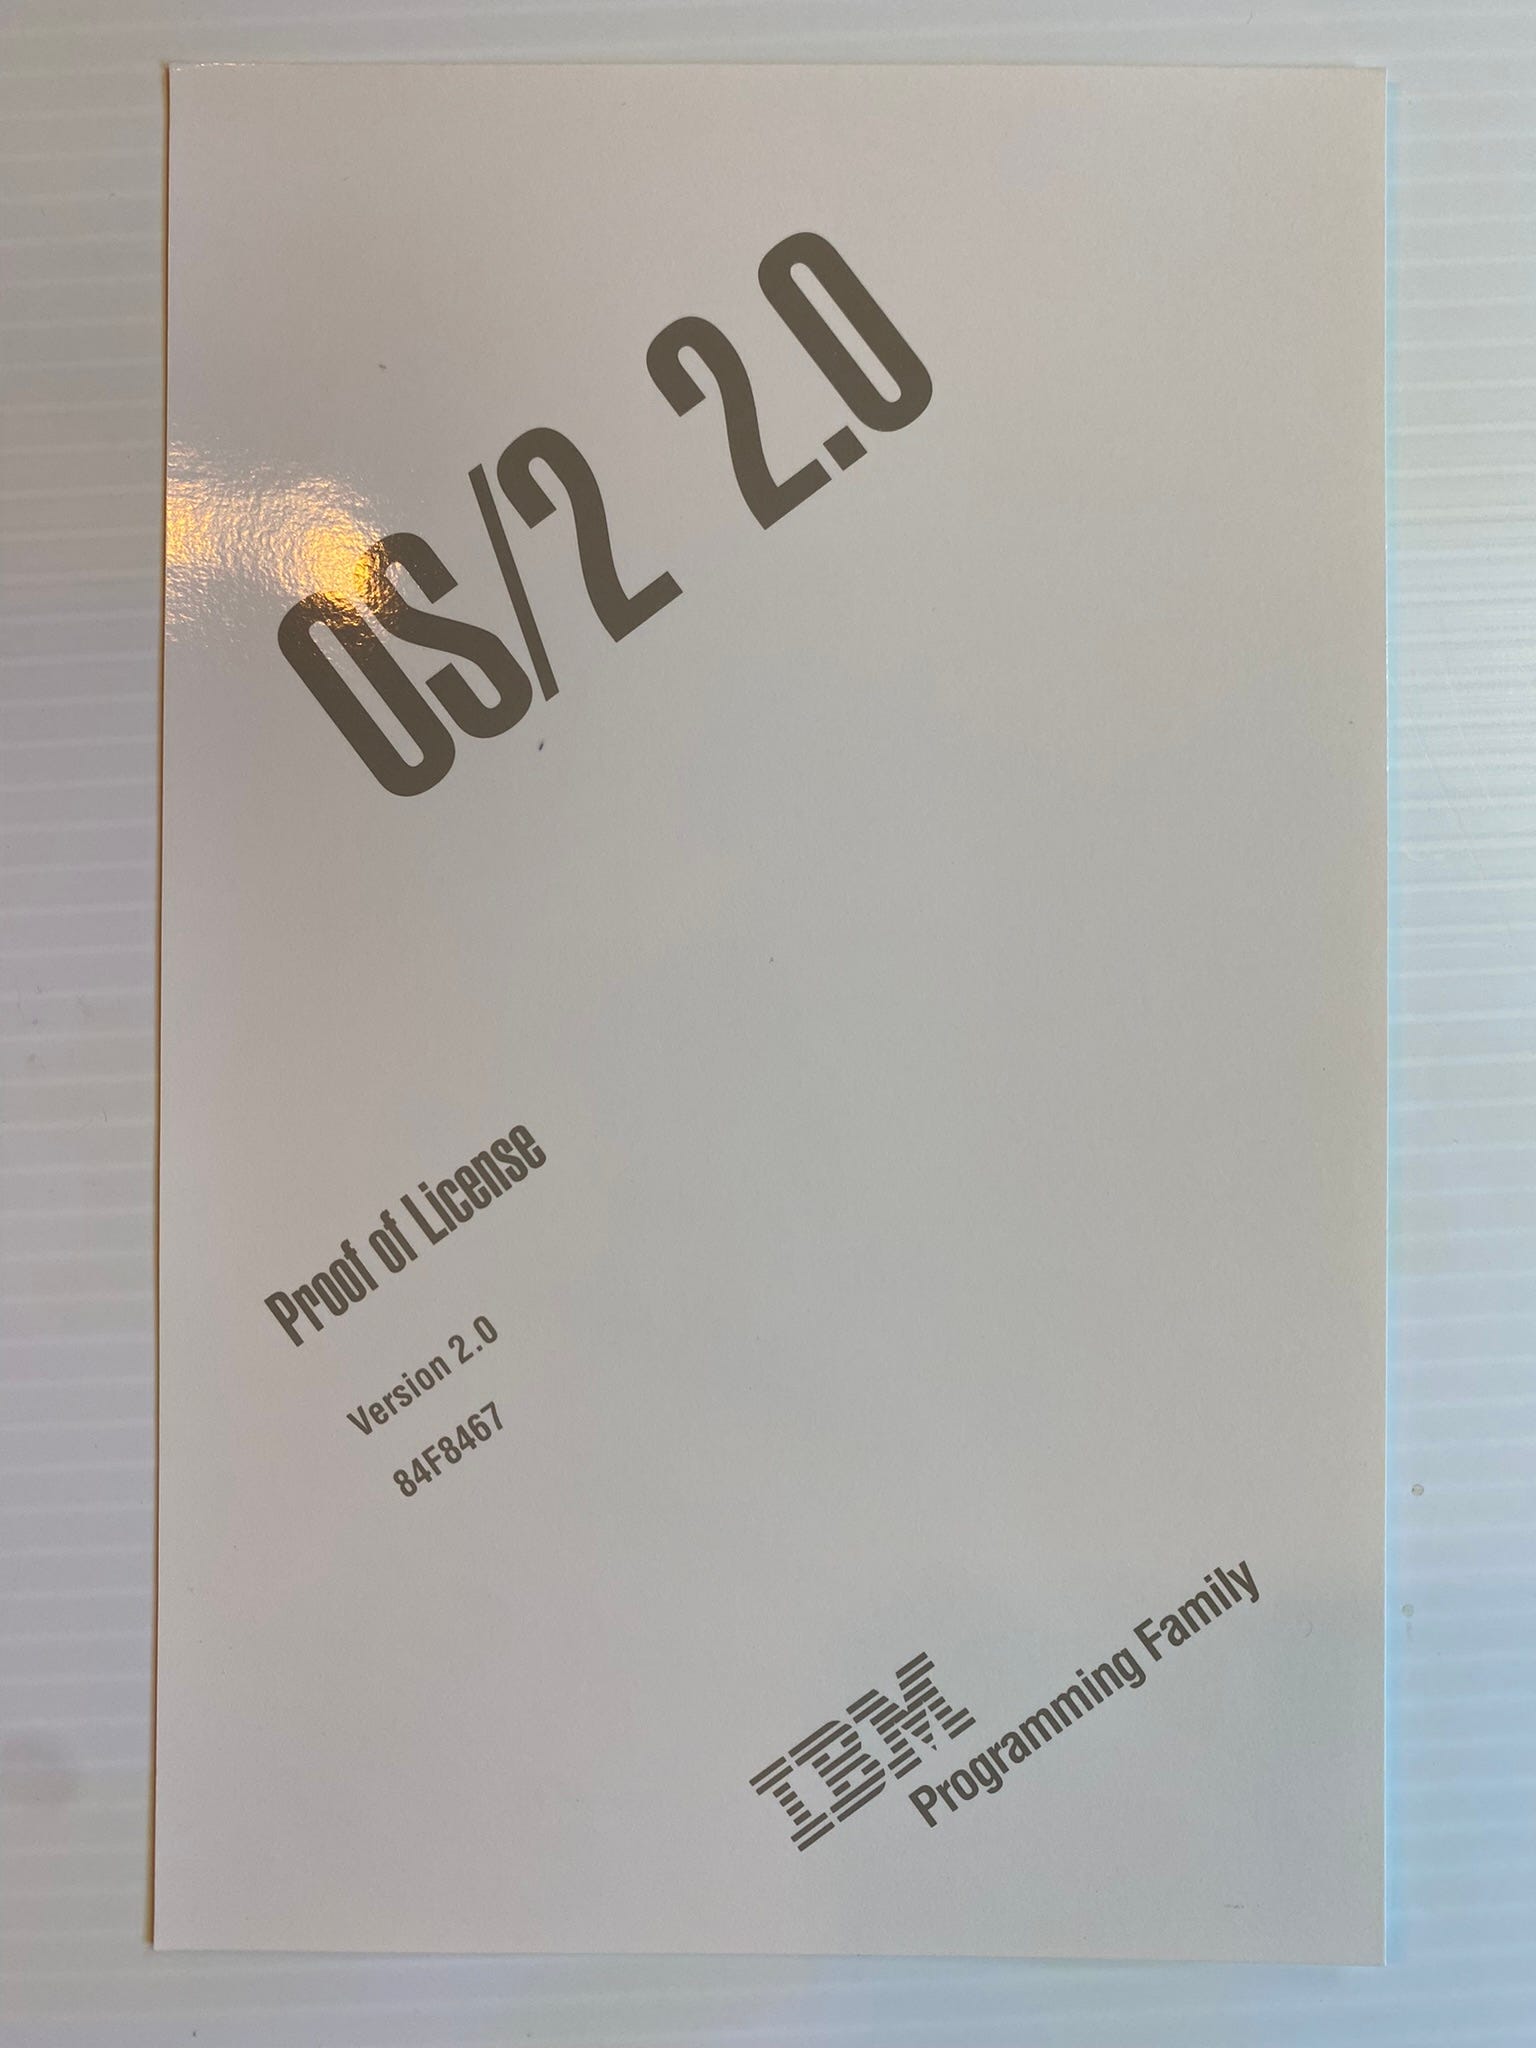 OS/2 2.0
Proof of License
Version 2.0
84F8467
IBM
Programming Family